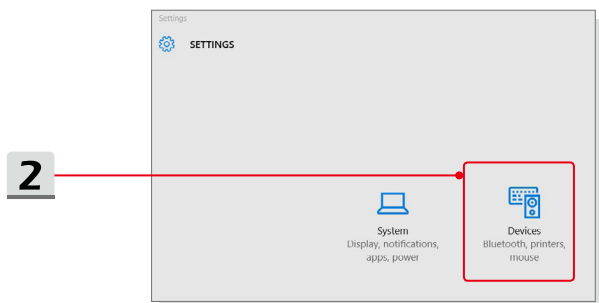 Settings
SETTINGS
2
System
Display, notifications,
apps, power
Devices
Bluetooth, printers,
mouse